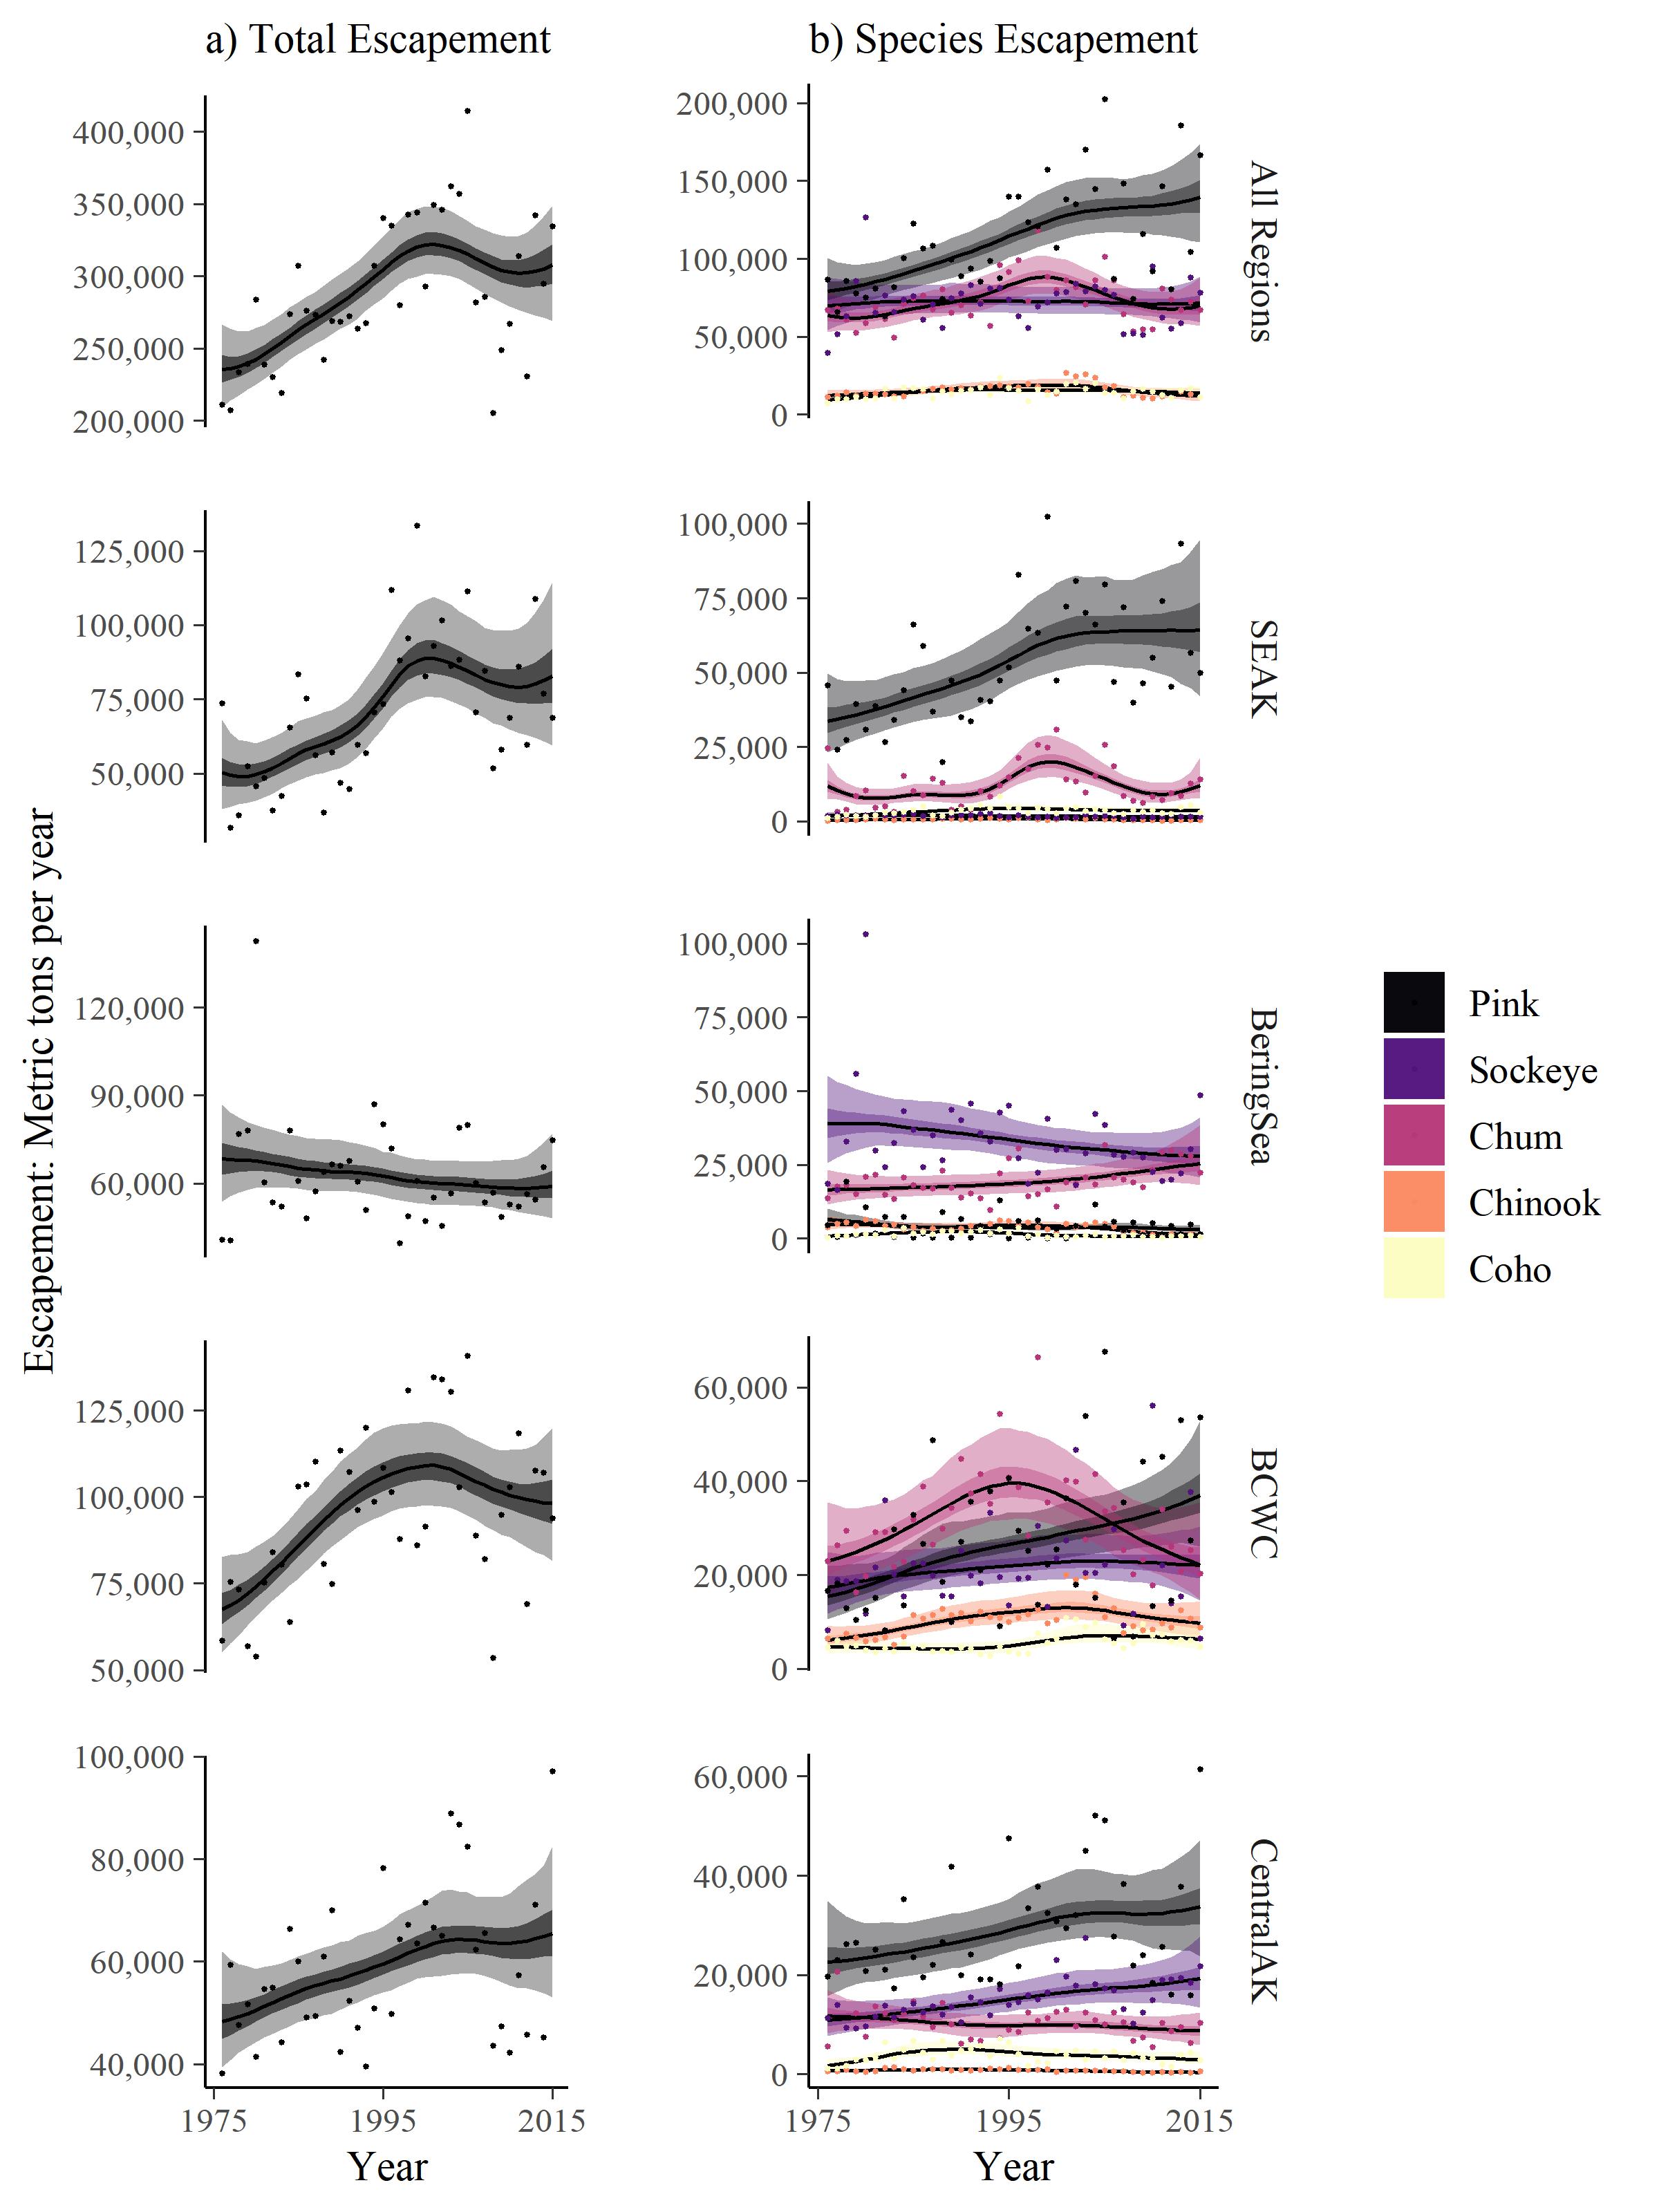 a) Total Escapement
b) Species Escapement
Escapement: Metric tons per year
400,000
350,000
300,000
250,000
200,000
200,000
150,000
100,000
50,000
0
All Regions
125,000
100,000
75,000
50,000
100,000
75,000
50,000
25,000
0
SEAK
120,000
90,000
60,000
100,000
75,000
50,000
25,000
0
BeringSea
125,000
100,000
75,000
50,000
60,000
40,000
20,000
0
BCWC
100,000
80,000
60,000
40,000
60,000
40,000
20,000
0
CentralAK
1975 1995 2015
Year
1975 1995 2015
Year
Pink
Sockeye
Chum
Chinook
Coho